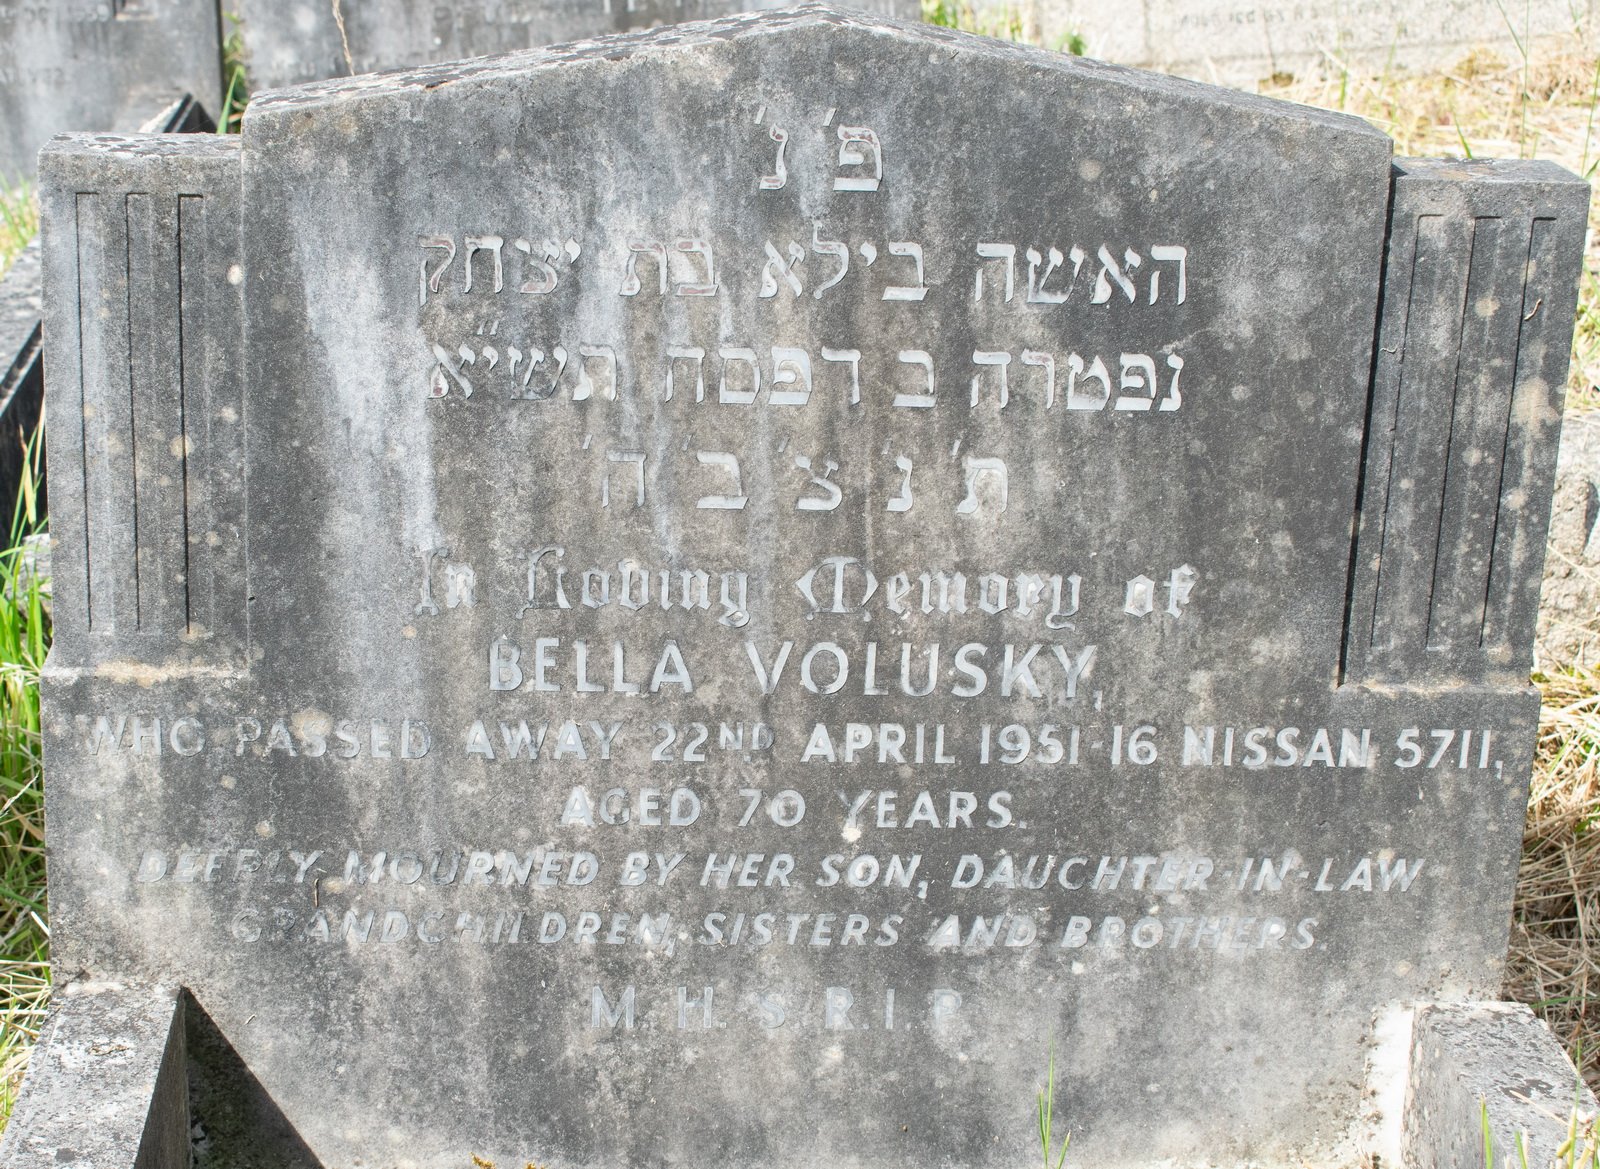 פ' נ'
האשה בילא בת יצחק
נפטרה ב דפסח תשי"א
ת' נ' צ' ב' ה'
In Loving Memory of
BELLA VOLUSKY,
WHO PASSED AWAY 22ND APRIL 1951-16 NISSAN 5711,
AGED 70 YEARS.
DEEPLY MOURNED BY HER SON, DAUGHTER-IN-LAW
GRANDCHILDREN, SISTERS AND BROTHERS.
M. H. S. R. I. P.